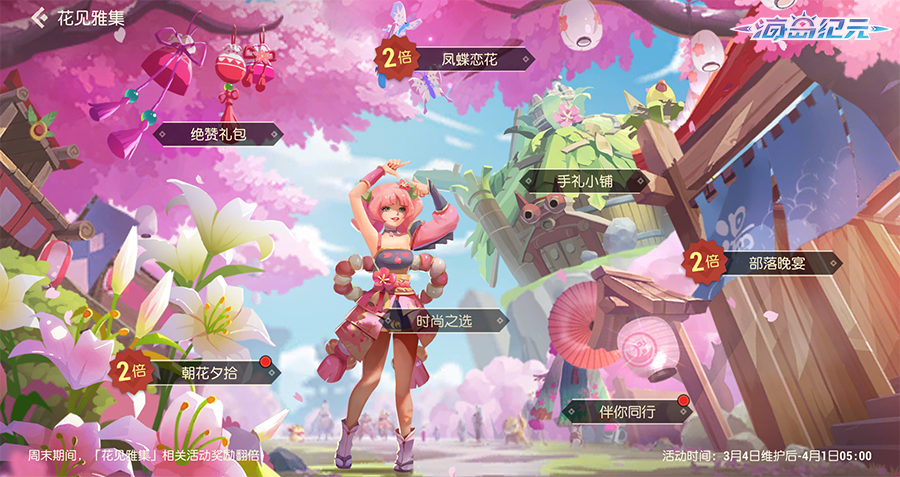 花见雅集
海岛纪元
2倍
凤蝶恋花
绝赞礼包
手礼小铺
2倍
部落晚宴
时尚之选
2倍
朝花夕拾
伴你同行
周末期间，「花见雅集」相关活动奖励翻倍
活动时间：3月4日维护后-4月1日05:00